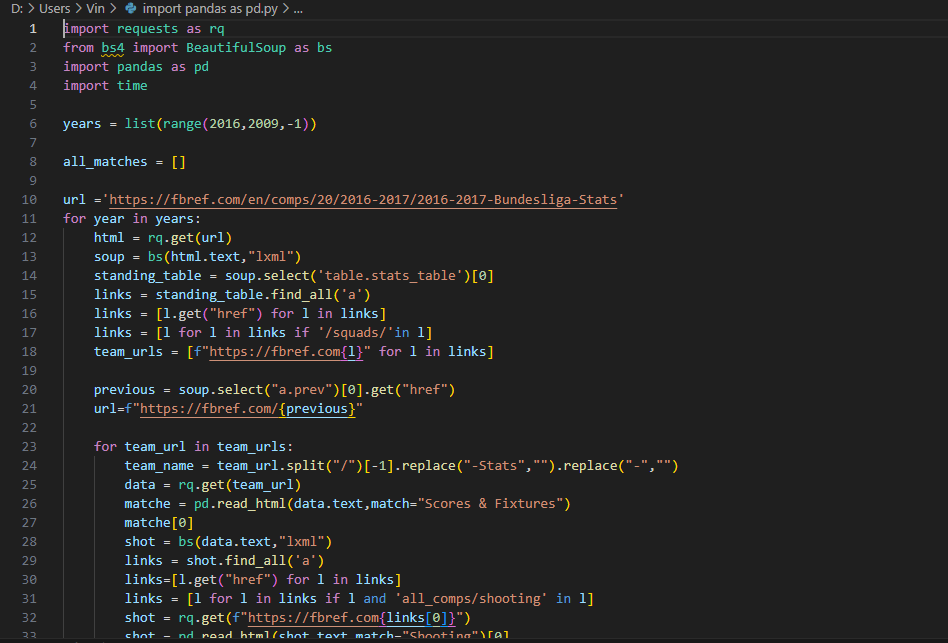 D: > Users > Vin > import pandas as pd.py > ...
1 import requests as rq
2 from bs4 import BeautifulSoup as bs
3 import pandas as pd
4 import time
5
6 years = list(range(2016,2009,-1))
7
8 all_matches = []
9
10 url ='https://fbref.com/en/comps/20/2016-2017/2016-2017-Bundesliga-Stats'
11 for year in years:
12     html = rq.get(url)
13     soup = bs(html.text,"lxml")
14     standing_table = soup.select('table.stats_table')[0]
15     links = standing_table.find_all('a')
16     links = [l.get("href") for l in links]
17     links = [l for l in links if '/squads/'in l]
18     team_urls = [f"https://fbref.com{l}" for l in links]
19
20     previous = soup.select("a.prev")[0].get("href")
21     url=f"https://fbref.com/{previous}"
22
23     for team_url in team_urls:
24         team_name = team_url.split("/")[-1].replace("-Stats","").replace("-","")
25         data = rq.get(team_url)
26         matche = pd.read_html(data.text,match="Scores & Fixtures")
27         matche[0]
28         shot = bs(data.text,"lxml")
29         links = shot.find_all('a')
30         links=[l.get("href") for l in links]
31         links = [l for l in links if l and 'all_comps/shooting' in l]
32         shot = rq.get(f"https://fbref.com{links[0]}")
33         shot = pd.read_html(shot.text,match="Shooting")[0]